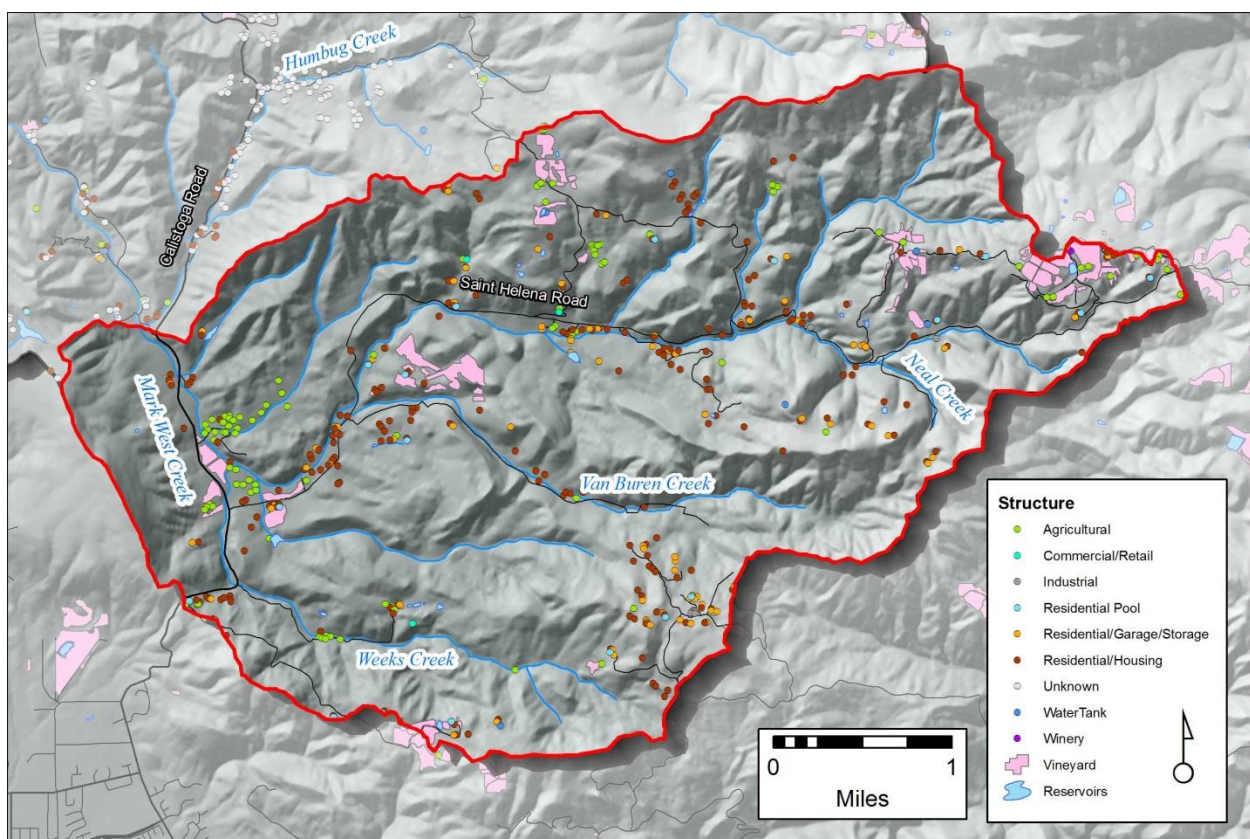 Humbug Creek
Calistoga Road
Saint Helena Road
Mark West Creek
Neal Creek
Van Buren Creek
Weeks Creek
Structure
Agricultural
Commercial/Retail
Industrial
Residential Pool
Residential/Garage/Storage
Residential/Housing
Unknown
WaterTank
Winery
Vineyard
Reservoirs
0 1
Miles